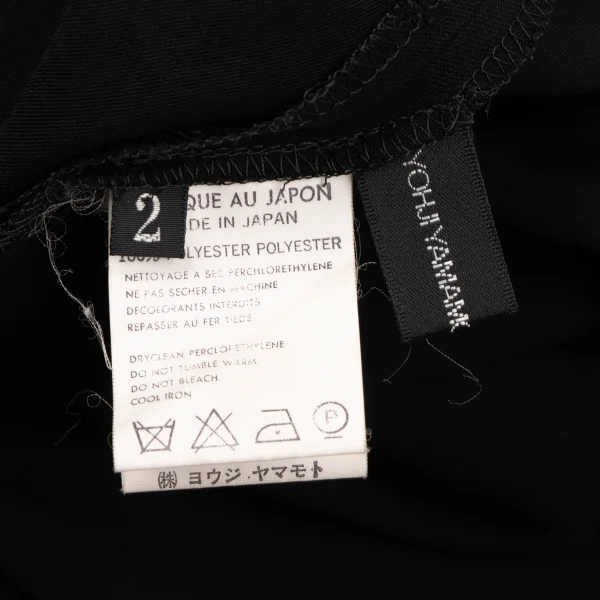 2
QUE AU JAPON
DE IN JAPAN
100% POLYESTER POLYESTER
NETTOYAGE A SEC PERCHLORETHYLENE
NE PAS SECHER EN MACHINE
DECOLORANTS INTERDITS
REPASSER AU FER TIEDE
DRYCLEAN PERCLORETHYLENE
DO NOT TUMBLE WARM
DO NOT BLEACH.
COOL IRON
P
(株) ヨウジ ヤマモト
YOHJIYAMAM